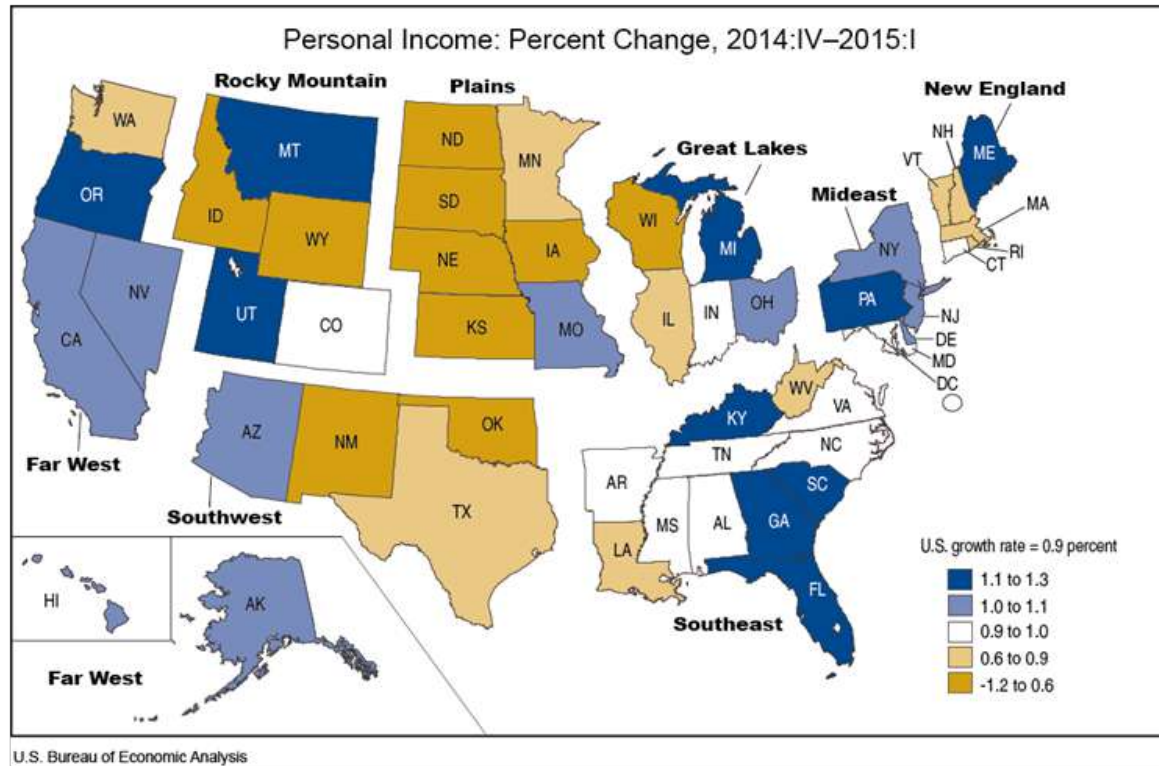 Personal Income: Percent Change, 2014:IV–2015:I
Rocky Mountain
Plains
New England
Great Lakes
Mideast
WA
OR
CA
NV
MT
ID
WY
UT
CO
ND
SD
NE
KS
MN
IA
MO
WI
IL
MI
IN
OH
NH
VT
ME
MA
RI
CT
NY
PA
NJ
DE
MD
DC
Far West
AZ
NM
OK
TX
Southwest
WV
VA
KY
TN
NC
AR
SC
MS
AL
GA
LA
FL
Southeast
HI
AK
Far West
U.S. growth rate = 0.9 percent
1.1 to 1.3
1.0 to 1.1
0.9 to 1.0
0.6 to 0.9
-1.2 to 0.6
U.S. Bureau of Economic Analysis